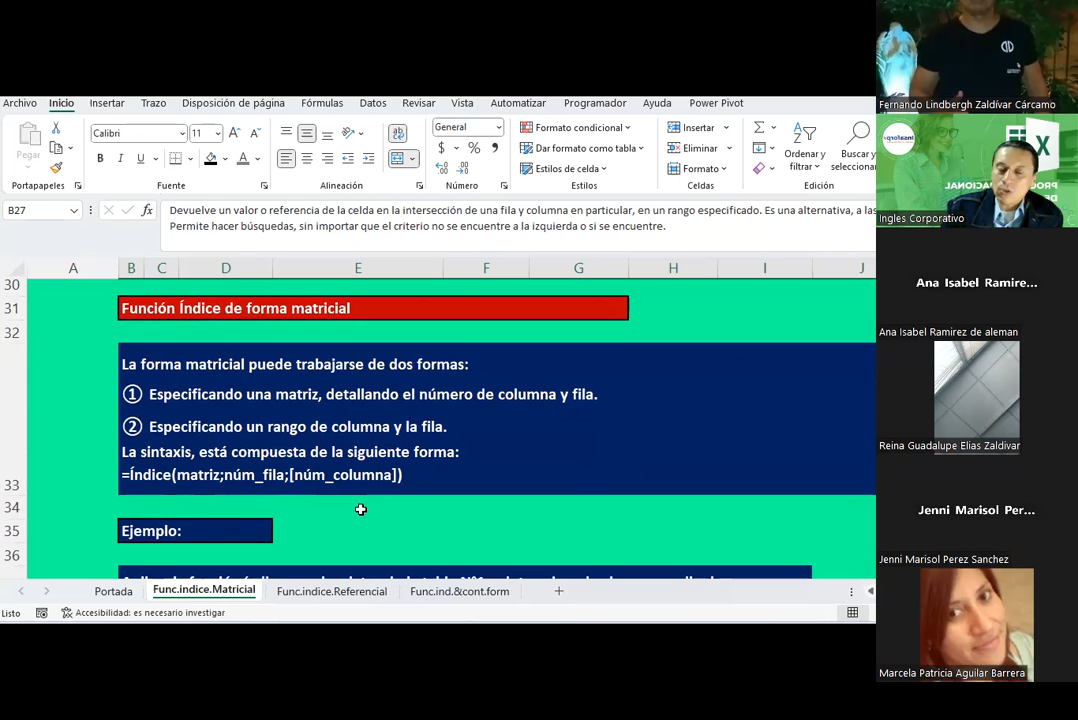 Archivo Inicio Insertar Trazo Disposición de página Fórmulas Datos Revisar Vista Automatizar Programador Ayuda Power Pivot
Pegar
Portapapeles
Calibri 11
N K S
Fuente
Alineación
General
$ % 
Número
Formato condicional
Dar formato como tabla
Estilos de celda
Estilos
Insertar
Eliminar
Formato
Celdas
Ordenar y filtrar
Buscar y
Edición
B27
fx
Devuelve un valor o referencia de la celda en la intersección de una fila y columna en particular, en un rango especificado. Es una alternativa, a las
Permite hacer búsquedas, sin importar que el criterio no se encuentre a la izquierda o si se encuentre.
A B C D E F G H I J
30
31 Función Índice de forma matricial
32
La forma matricial puede trabajarse de dos formas:
① Especificando una matriz, detallando el número de columna y fila.
② Especificando un rango de columna y la fila.
La sintaxis, está compuesta de la siguiente forma:
=Índice(matriz;núm_fila;[núm_columna])
33
34
35 Ejemplo:
36
Portada Func.indice.Matricial Func.indice.Referencial Func.ind.&cont.form
Listo Accesibilidad: es necesario investigar
Fernando Lindbergh Zaldívar Cárcamo
Insaforp
Ingles Corporativo
Ana Isabel Ramire...
Ana Isabel Ramirez de aleman
Reina Guadalupe Elias Zaldivar
Jenni Marisol Per...
Jenni Marisol Perez Sanchez
Marcela Patricia Aguilar Barrera